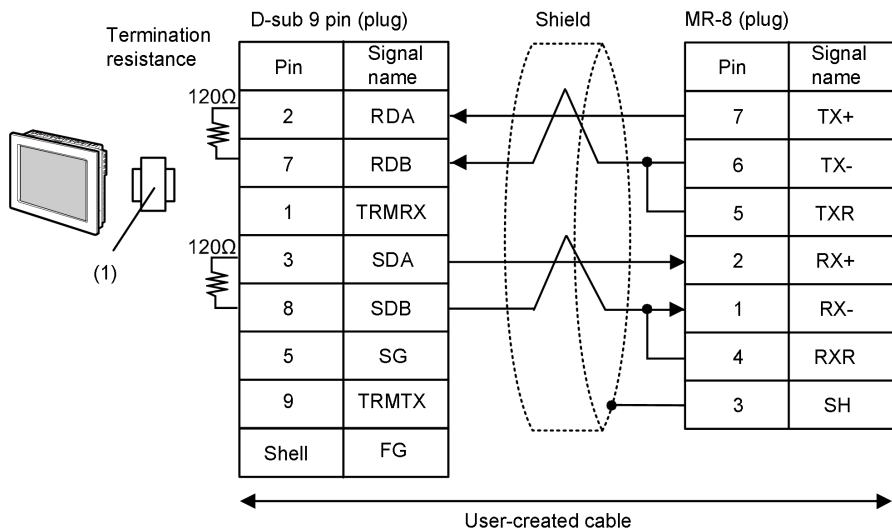 D-sub 9 pin (plug)
Shield
MR-8 (plug)
Termination
resistance
Pin
Signal
name
Pin
Signal
name
120Ω
2
RDA
7
TX+
7
RDB
6
TX-
1
TRMRX
5
TXR
120Ω
3
SDA
2
RX+
(1)
8
SDB
1
RX-
5
SG
4
RXR
9
TRMTX
3
SH
Shell
FG
User-created cable